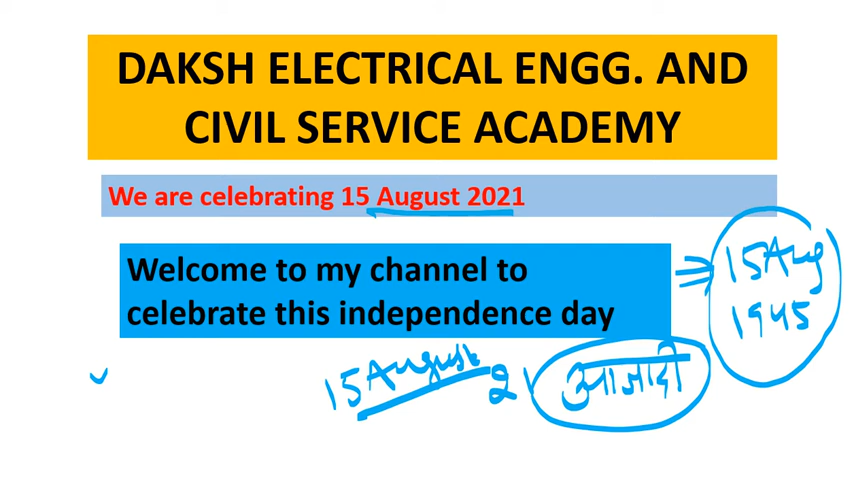 DAKSH ELECTRICAL ENGG. AND
CIVIL SERVICE ACADEMY
We are celebrating 15 August 2021
Welcome to my channel to
celebrate this independence day
15 Aug
1945
15 August 21
आजादी